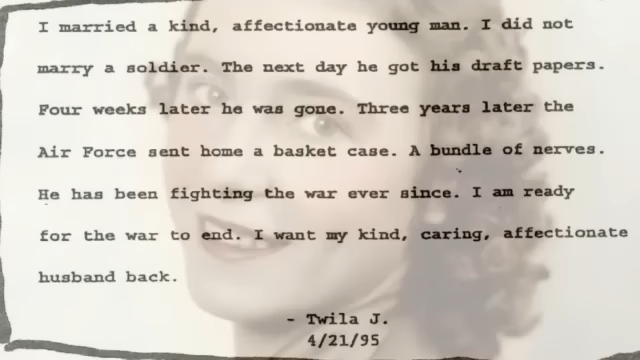 I married a kind, affectionate young man. I did not
marry a soldier. The next day he got his draft papers.
Four weeks later he was gone. Three years later the
Air Force sent home a basket case. A bundle of nerves.
He has been fighting the war ever since. I am ready
for the war to end. I want my kind, caring, affectionate
husband back.
- Twila J.
4/21/95